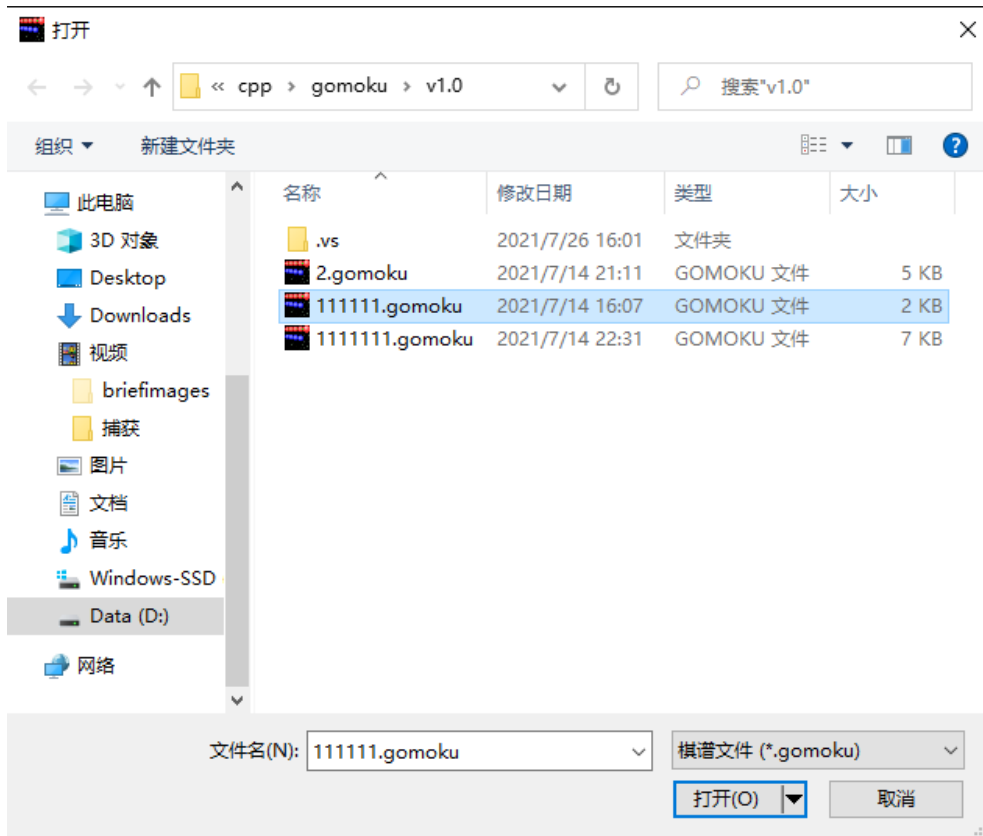 打开
« cpp › gomoku › v1.0
搜索"v1.0"
组织
新建文件夹
此电脑
3D 对象
Desktop
Downloads
视频
briefimages
捕获
图片
文档
音乐
Windows-SSD
Data (D:)
网络
名称 修改日期 类型 大小
.vs 2021/7/26 16:01 文件夹
2.gomoku 2021/7/14 21:11 GOMOKU 文件 5 KB
111111.gomoku 2021/7/14 16:07 GOMOKU 文件 2 KB
1111111.gomoku 2021/7/14 22:31 GOMOKU 文件 7 KB
文件名(N): 111111.gomoku
棋谱文件 (*.gomoku)
打开(O)
取消